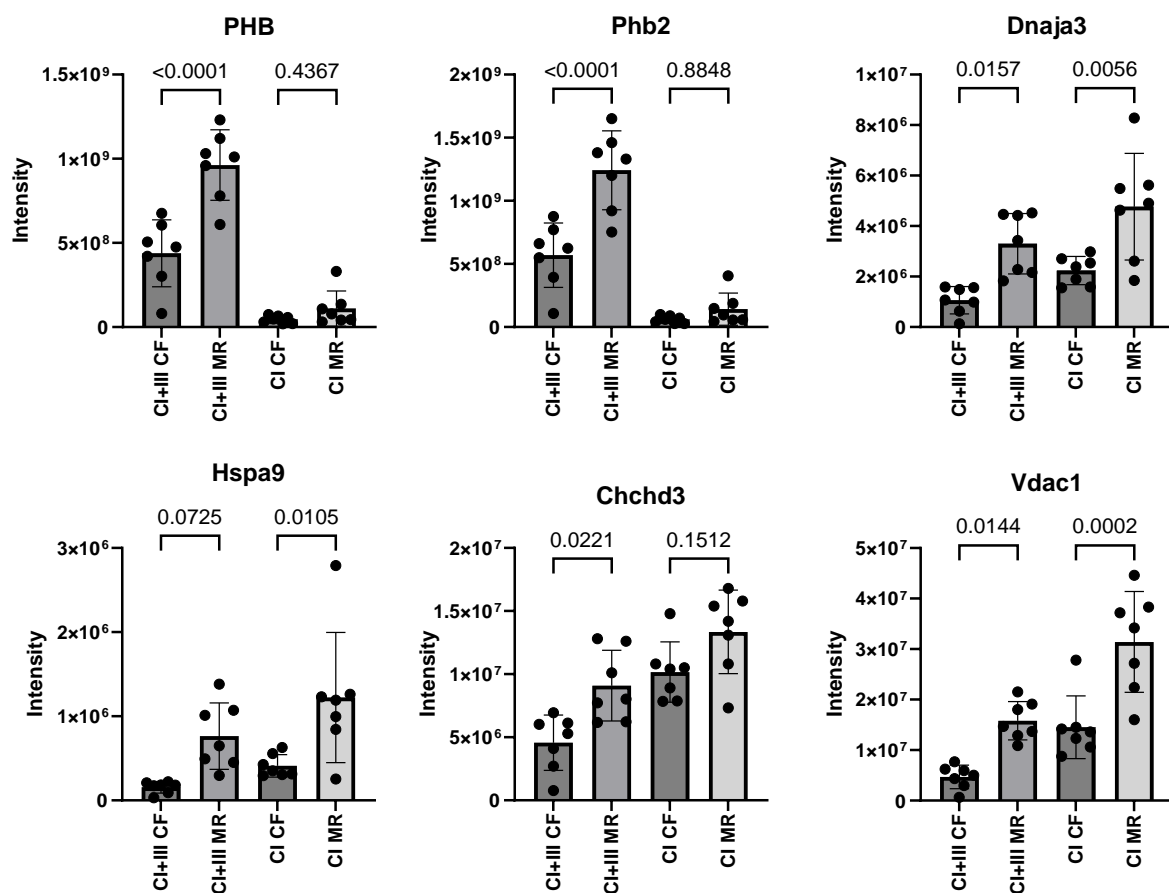 PHB
<0.0001 0.4367
1.5×10⁹
1×10⁹
5×10⁸
0
Intensity
CI+III CF
CI+III MR
CI CF
CI MR
Phb2
<0.0001 0.8848
2×10⁹
1.5×10⁹
1×10⁹
5×10⁸
0
Intensity
CI+III CF
CI+III MR
CI CF
CI MR
Dnaja3
0.0157 0.0056
1×10⁷
8×10⁶
6×10⁶
4×10⁶
2×10⁶
0
Intensity
CI+III CF
CI+III MR
CI CF
CI MR
Hspa9
0.0725 0.0105
3×10⁶
2×10⁶
1×10⁶
0
Intensity
CI+III CF
CI+III MR
CI CF
CI MR
Chchd3
0.0221 0.1512
2×10⁷
1.5×10⁷
1×10⁷
5×10⁶
0
Intensity
CI+III CF
CI+III MR
CI CF
CI MR
Vdac1
0.0144 0.0002
5×10⁷
4×10⁷
3×10⁷
2×10⁷
1×10⁷
0
Intensity
CI+III CF
CI+III MR
CI CF
CI MR